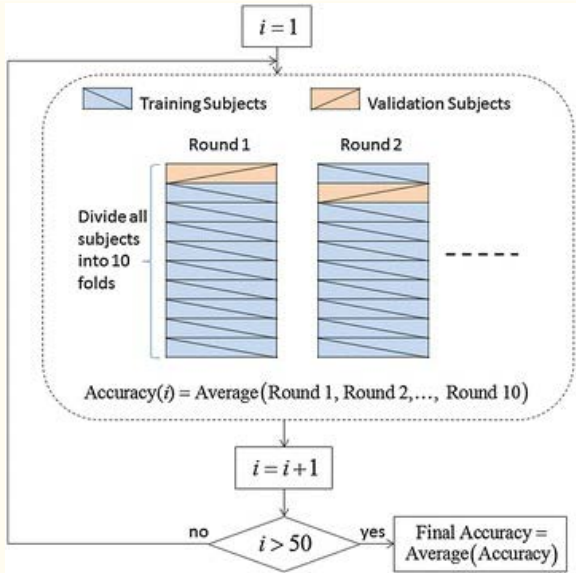 i = 1
Training Subjects
Validation Subjects
Round 1
Round 2
Divide all
subjects
into 10
folds
Accuracy(i) = Average(Round 1, Round 2,..., Round 10)
i = i+1
no
i > 50
yes
Final Accuracy =
Average(Accuracy)